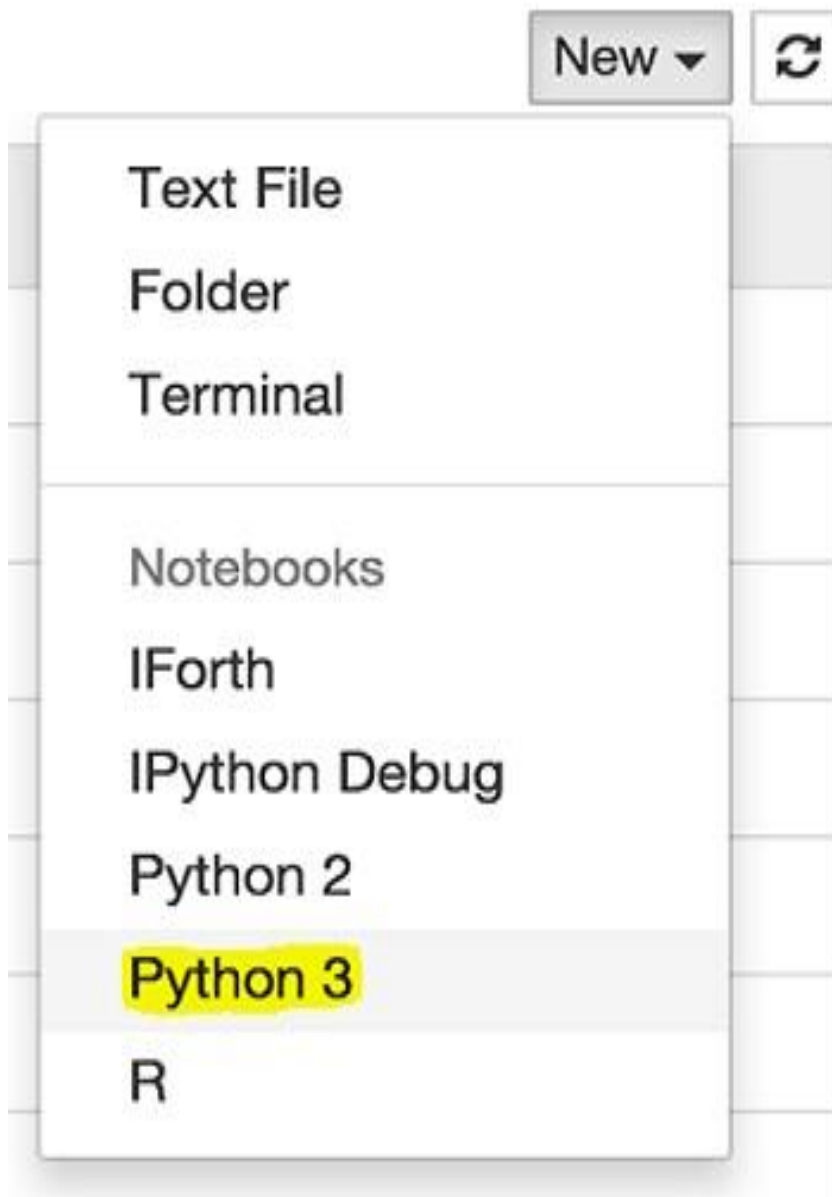 New
Text File
Folder
Terminal
Notebooks
IForth
IPython Debug
Python 2
Python 3
R